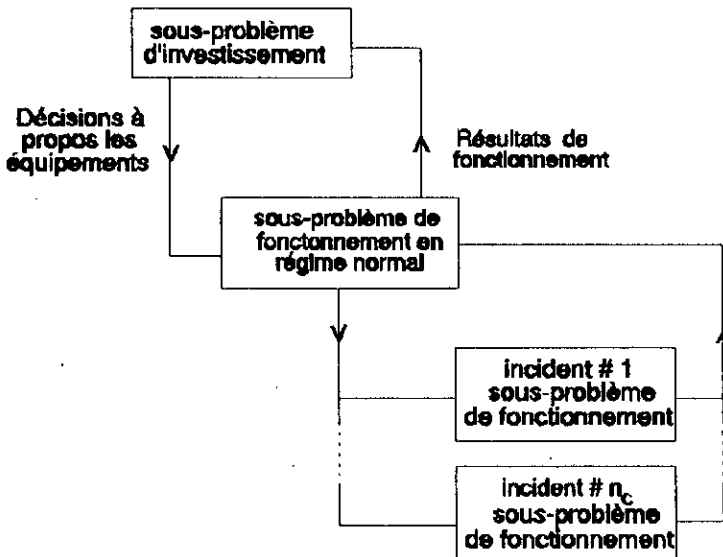 sous-problème
d'investissement
Décisions à
propos les
équipements
Résultats de
fonctionnement
sous-problème de
fonctonnement en
régime normal
incident # 1
sous-problème
de fonctionnement
incident # n_c
sous-problème
de fonctionnement